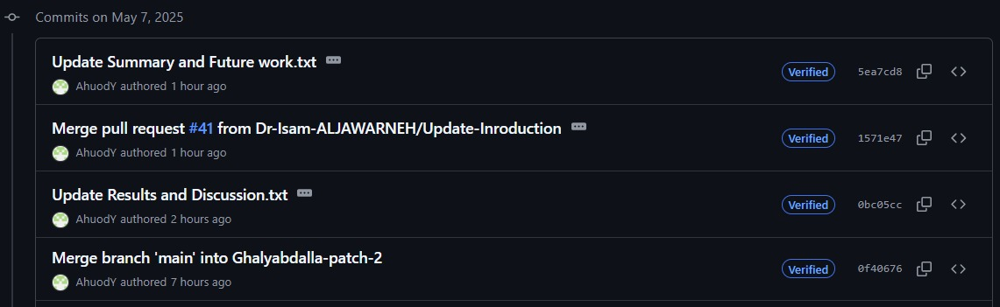 Commits on May 7, 2025
Update Summary and Future work.txt
AhuodY authored 1 hour ago
Verified
5ea7cd8
Merge pull request #41 from Dr-Isam-ALJAWARNEH/Update-Inroduction
AhuodY authored 1 hour ago
Verified
1571e47
Update Results and Discussion.txt
AhuodY authored 2 hours ago
Verified
0bc05cc
Merge branch 'main' into Ghalyabdalla-patch-2
AhuodY authored 7 hours ago
Verified
0f40676